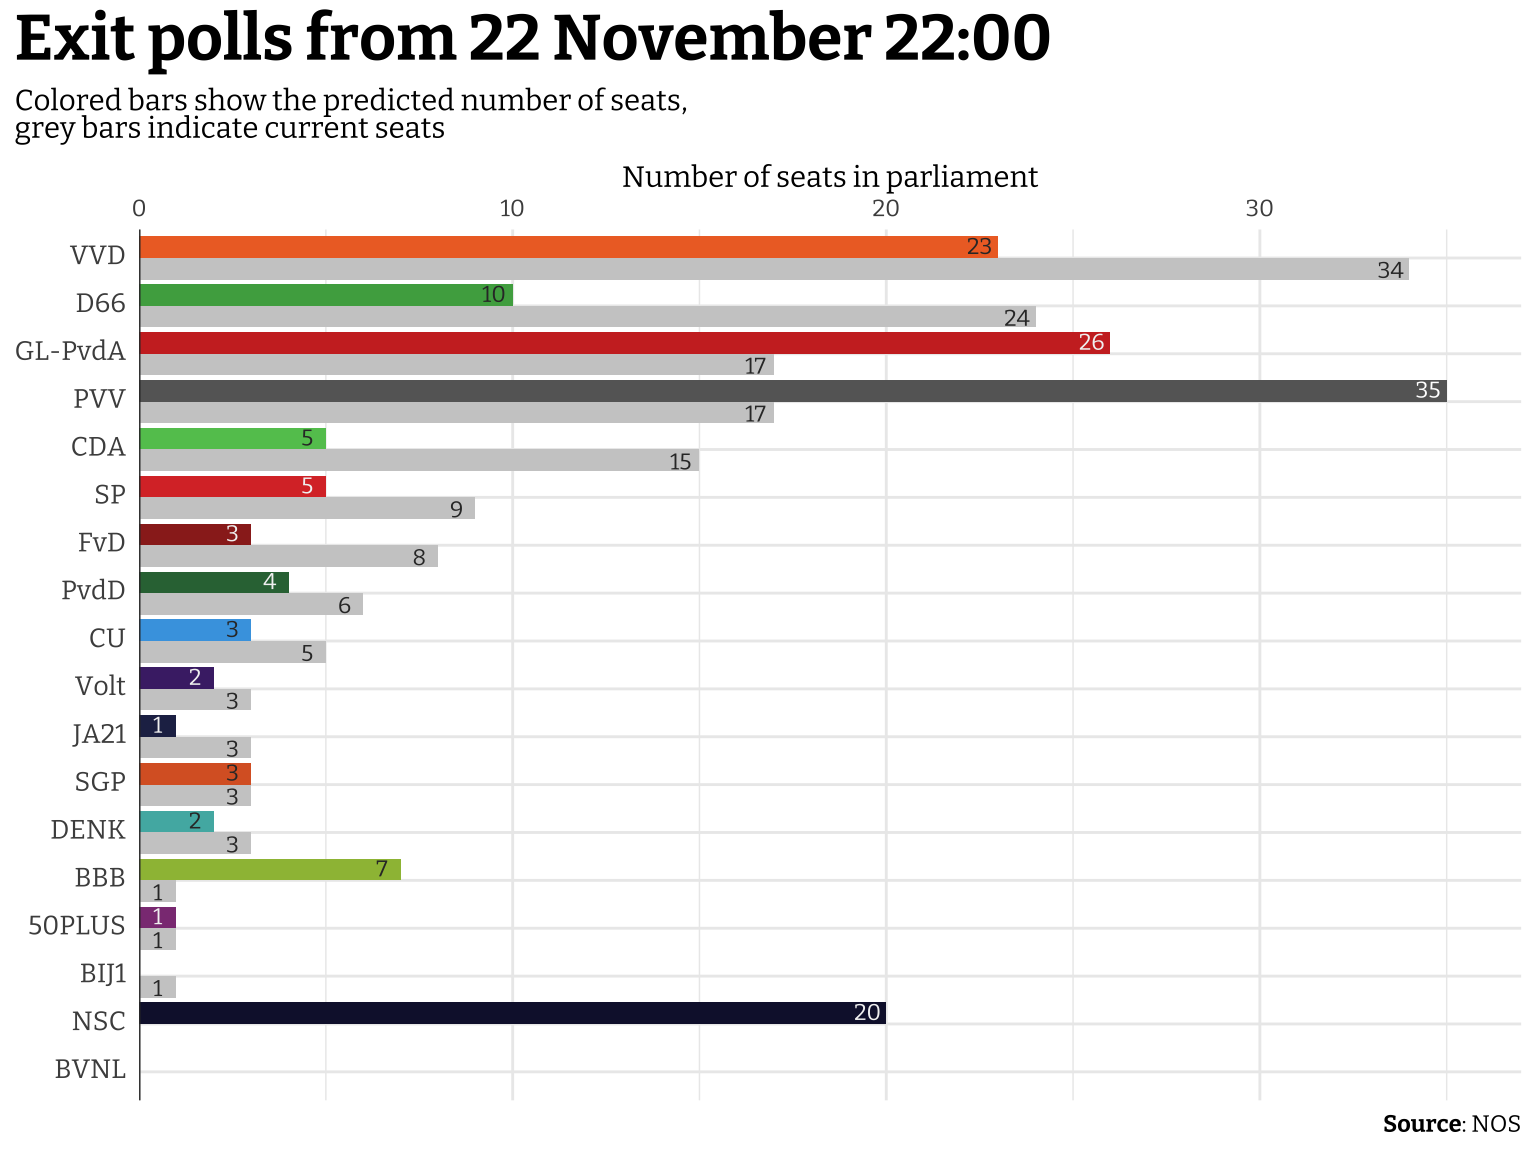 Exit polls from 22 November 22:00
Colored bars show the predicted number of seats,
grey bars indicate current seats
Number of seats in parliament
0 10 20 30
VVD 23
34
D66 10
24
GL-PvdA 26
17
PVV 35
17
CDA 5
15
SP 5
9
FvD 3
8
PvdD 4
6
CU 3
5
Volt 2
3
JA21 1
3
SGP 3
3
DENK 2
3
BBB 7
1
50PLUS 1
1
BIJ1
1
NSC 20
BVNL
Source: NOS